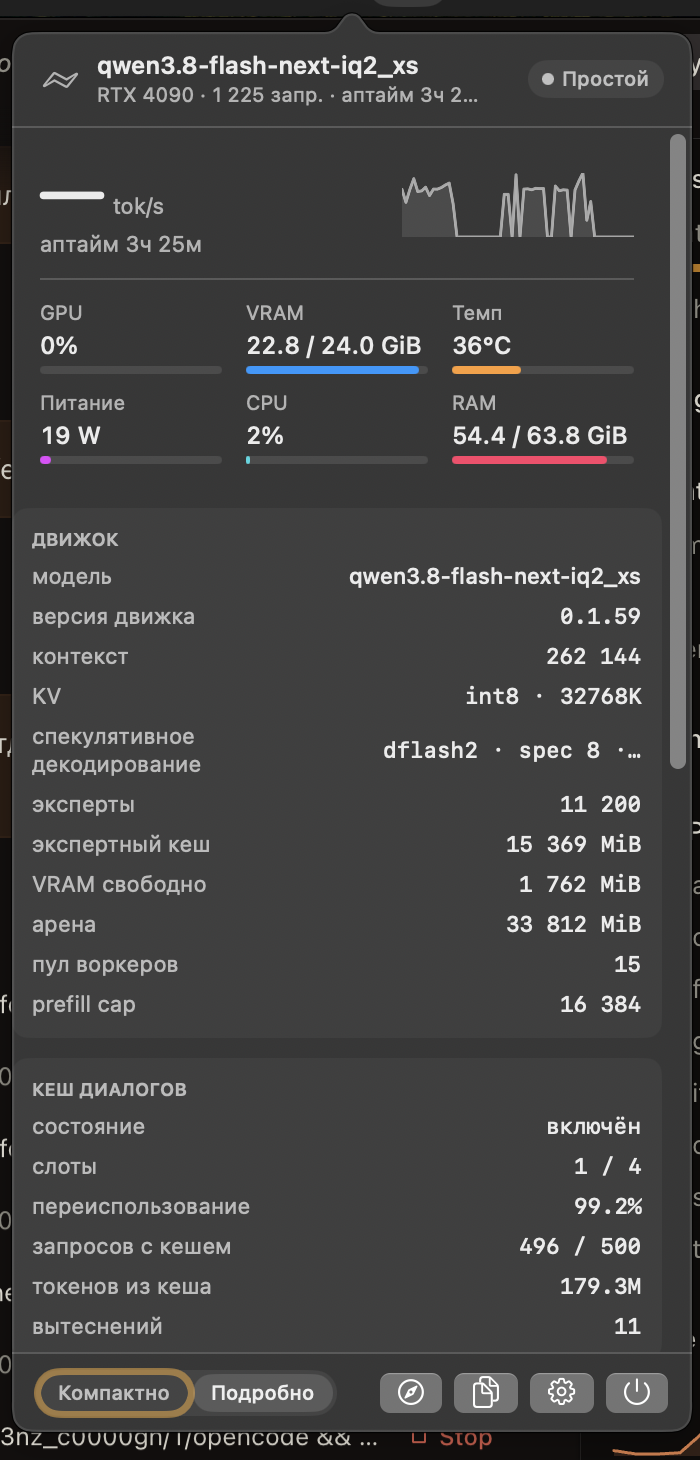 qwen3.8-flash-next-iq2_xs
RTX 4090 · 1 225 запр. · аптайм 3ч 2...
Простой
tok/s
аптайм 3ч 25м
GPU VRAM Темп
0% 22.8 / 24.0 GiB 36°C
Питание CPU RAM
19 W 2% 54.4 / 63.8 GiB
ДВИЖОК
модель qwen3.8-flash-next-iq2_xs
версия движка 0.1.59
контекст 262 144
KV int8 · 32768K
спекулятивное
декодирование dflash2 · spec 8 ·…
эксперты 11 200
экспертный кеш 15 369 MiB
VRAM свободно 1 762 MiB
арена 33 812 MiB
пул воркеров 15
prefill cap 16 384
КЕШ ДИАЛОГОВ
состояние включён
слоты 1 / 4
переиспользование 99.2%
запросов с кешем 496 / 500
токенов из кеша 179.3M
вытеснений 11
Компактно Подробно
/opencode && ... Stop